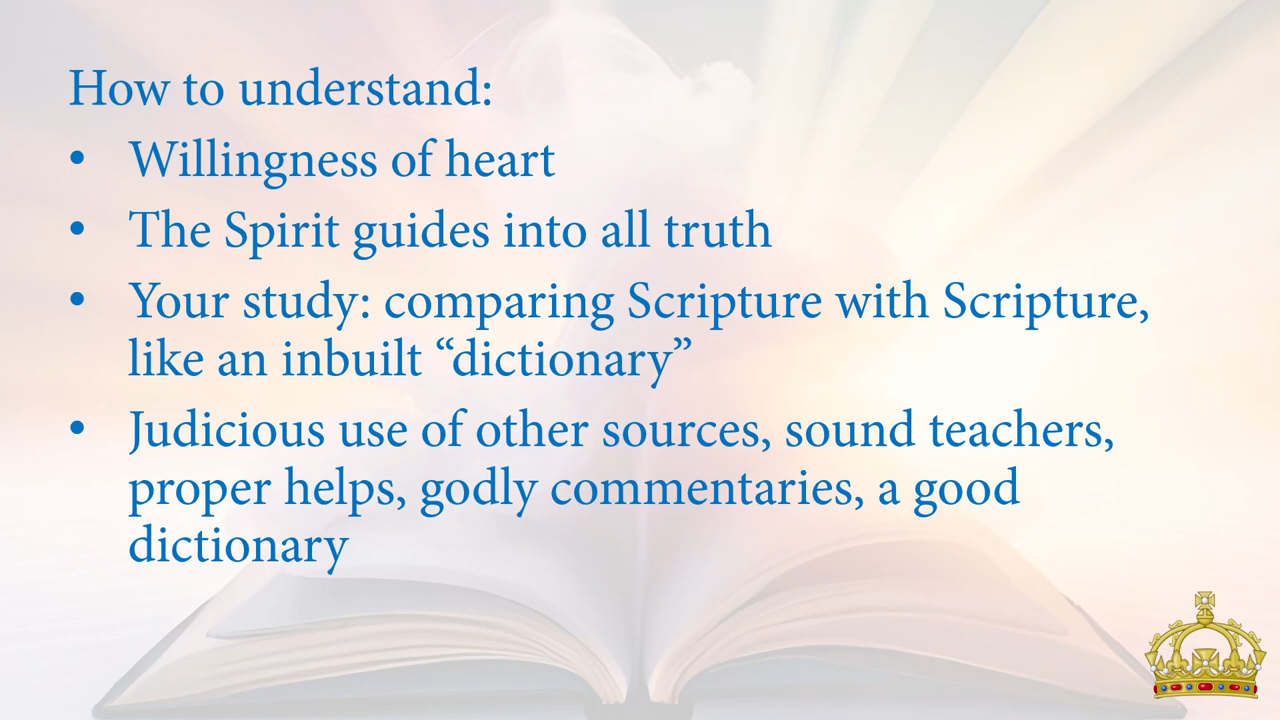 How to understand:
• Willingness of heart
• The Spirit guides into all truth
• Your study: comparing Scripture with Scripture,
like an inbuilt “dictionary”
• Judicious use of other sources, sound teachers,
proper helps, godly commentaries, a good
dictionary